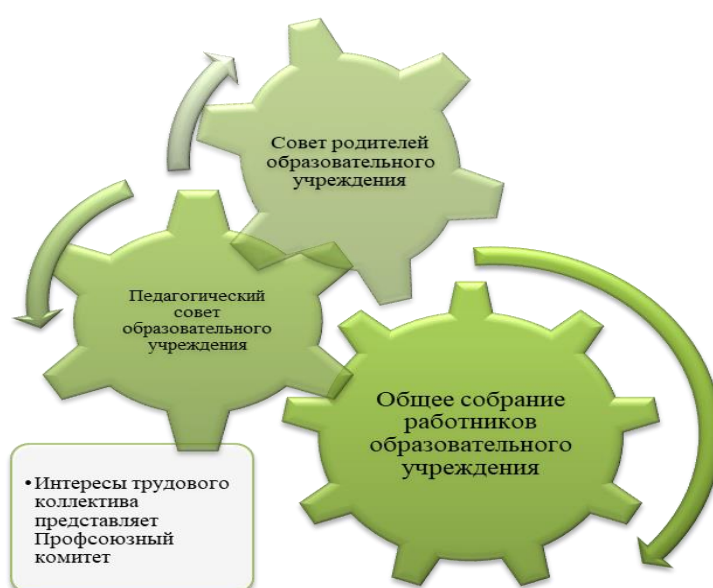 Совет родителей
образовательного
учреждения
Педагогический
совет
образовательного
учреждения
Общее собрание
работников
образовательного
учреждения
•Интересы трудового
коллектива
представляет
Профсоюзный
комитет